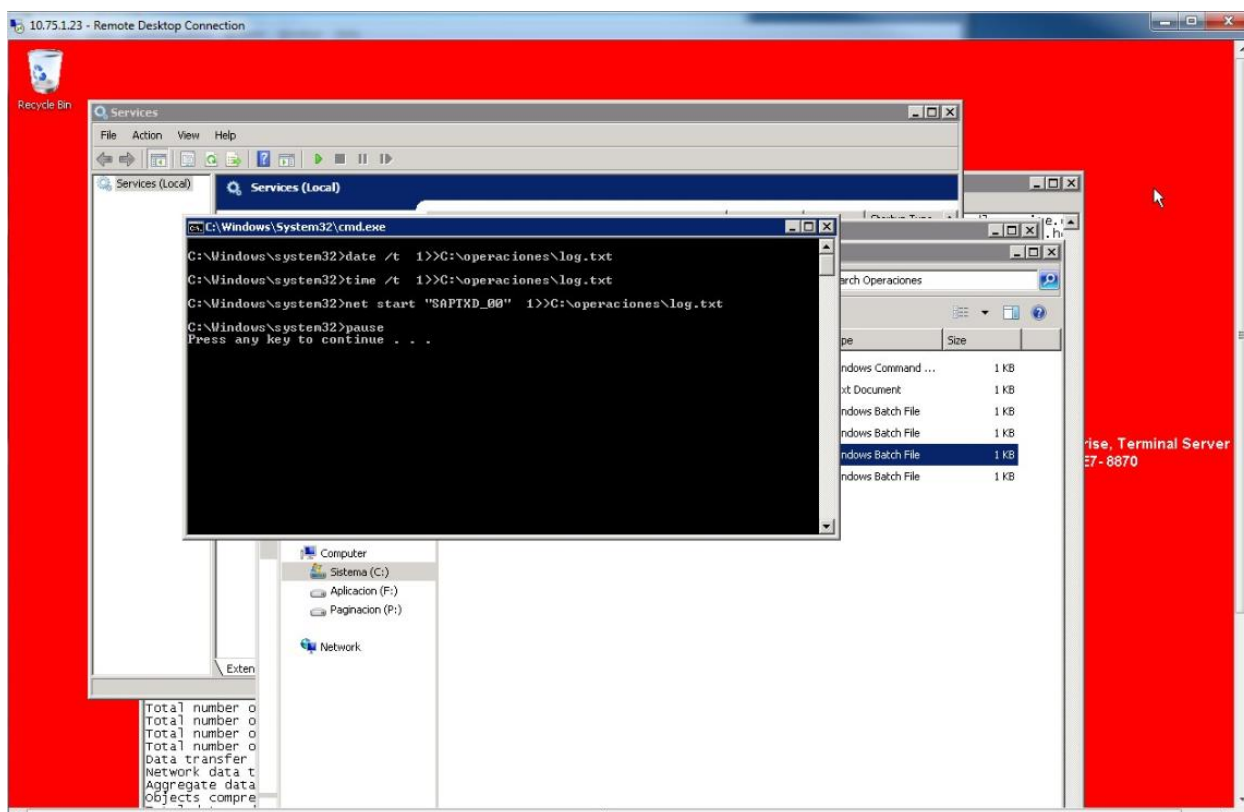 10.75.1.23 - Remote Desktop Connection
Recycle Bin
Services
File Action View Help
Services (Local)
Services (Local)
C:\Windows\System32\cmd.exe
C:\Windows\system32>date /t  1>>C:\operaciones\log.txt
C:\Windows\system32>time /t  1>>C:\operaciones\log.txt
C:\Windows\system32>net start "SAPTXD_00"  1>>C:\operaciones\log.txt
C:\Windows\system32>pause
Press any key to continue . . .
arch Operaciones
pe Size
ndows Command ... 1 KB
xt Document 1 KB
ndows Batch File 1 KB
ndows Batch File 1 KB
ndows Batch File 1 KB
ndows Batch File 1 KB
rise, Terminal Server
E7-8870
Computer
Sistema (C:)
Aplicacion (F:)
Paginacion (P:)
Network
Exten
Total number o
Total number o
Total number o
Total number o
Data transfer
Network data t
Aggregate data
Objects compre